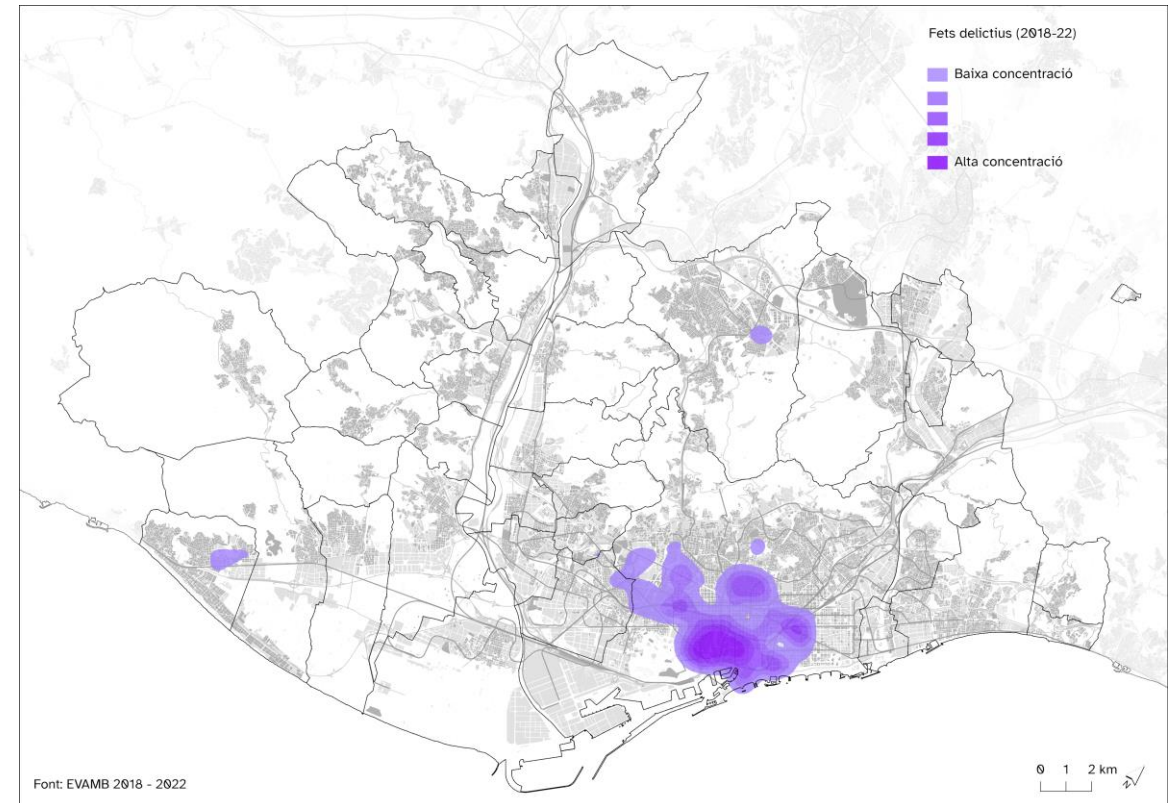 Fets delictius (2018-22)
Baixa concentració
Alta concentració
Font: EVAMB 2018 - 2022
0 1 2 km
N